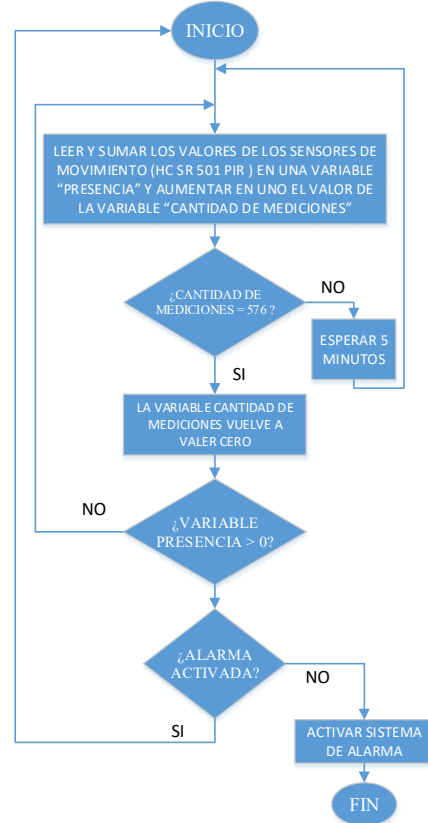 INICIO
LEER Y SUMAR LOS VALORES DE LOS SENSORES DE
MOVIMIENTO (HC SR 501 PIR ) EN UNA VARIABLE
“PRESENCIA” Y AUMENTAR EN UNO EL VALOR DE
LA VARIABLE “CANTIDAD DE MEDICIONES”
¿CANTIDAD DE
MEDICIONES = 576 ?
NO
ESPERAR 5
MINUTOS
SI
LA VARIABLE CANTIDAD DE
MEDICIONES VUELVE A
VALER CERO
NO
¿VARIABLE
PRESENCIA > 0?
¿ALARMA
ACTIVADA?
NO
SI
ACTIVAR SISTEMA
DE ALARMA
FIN